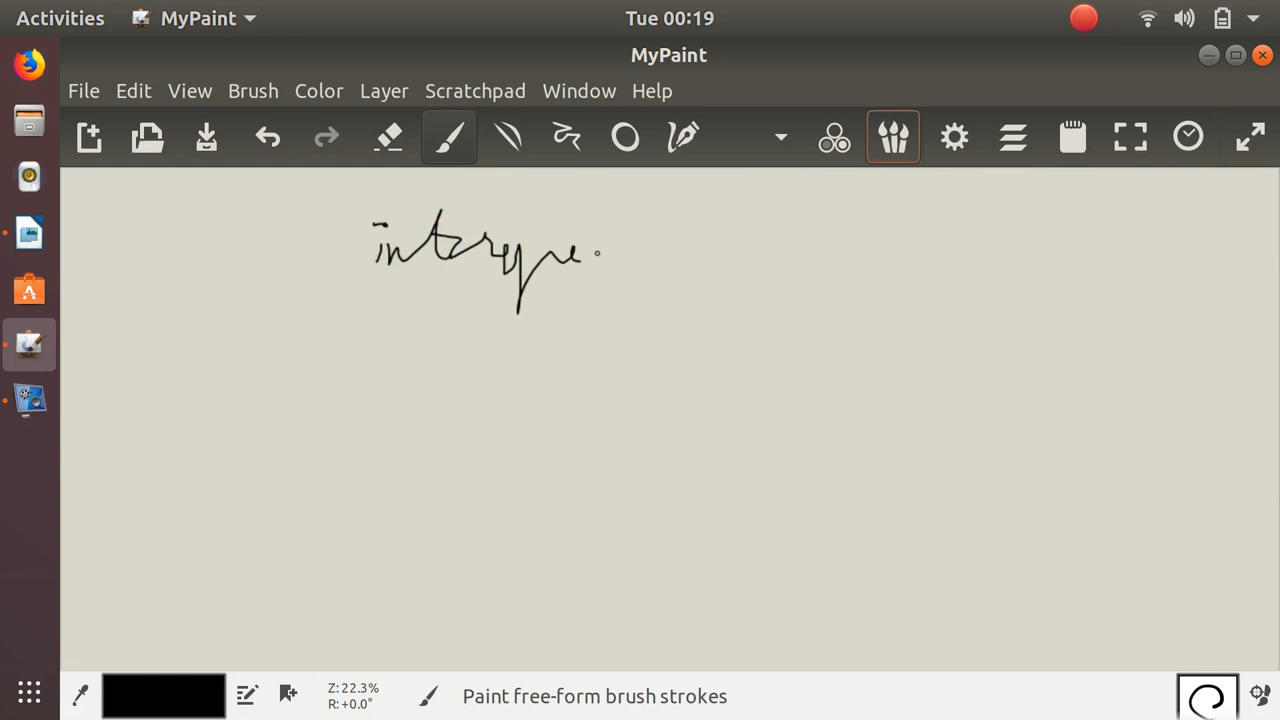 Activities MyPaint Tue 00:19
MyPaint
File Edit View Brush Color Layer Scratchpad Window Help
Z: 22.3%
R: +0.0°
Paint free-form brush strokes